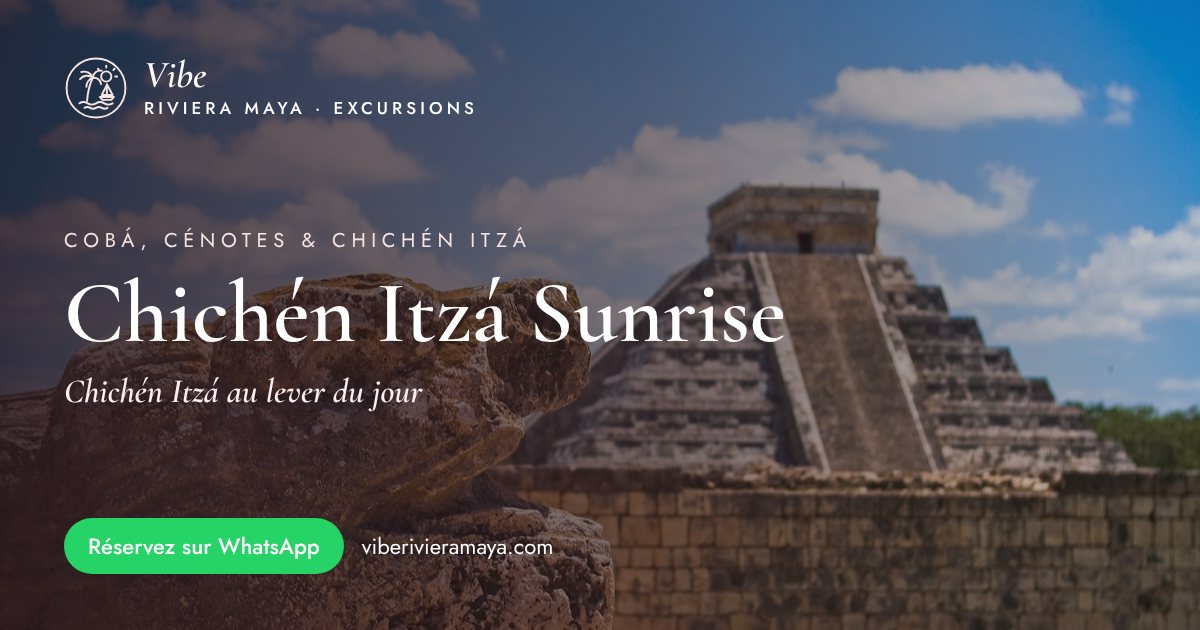 Vibe
RIVIERA MAYA · EXCURSIONS
COBÁ, CÉNOTES & CHICHÉN ITZÁ
Chichén Itzá Sunrise
Chichén Itzá au lever du jour
Réservez sur WhatsApp
viberivieramaya.com